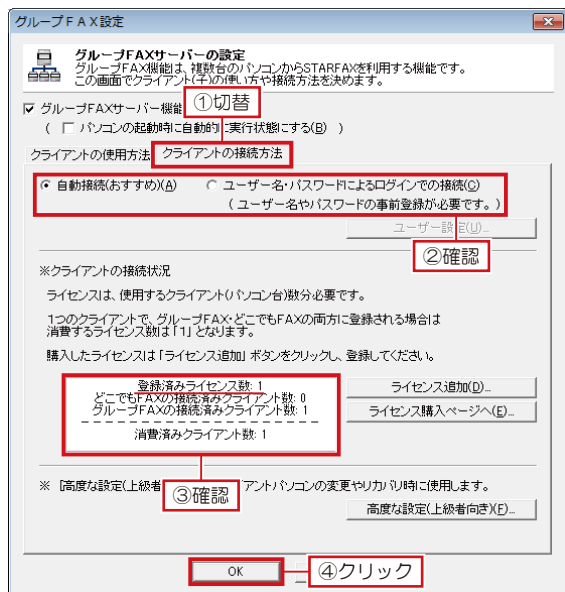 グループＦＡＸ設定
グループFAXサーバーの設定
グループFAX機能は、複数台のパソコンからSTARFAXを利用する機能です。
この画面でクライアント(子)の使い方や接続方法を決めます。
グループFAXサーバー機能
①切替
( パソコンの起動時に自動的に実行状態にする(B) )
クライアントの使用方法 クライアントの接続方法
自動接続(おすすめ)(A) ユーザー名・パスワードによるログインでの接続(C)
(ユーザー名やパスワードの事前登録が必要です。)
ユーザー設定(U)...
②確認
※クライアントの接続状況
ライセンスは、使用するクライアント(パソコン台)数分必要です。
1つのクライアントで、グループFAX・どこでもFAXの両方に登録される場合は
消費するライセンス数は「1」となります。
購入したライセンスは「ライセンス追加」ボタンをクリックし、登録してください。
登録済みライセンス数: 1
どこでもFAXの接続済みクライアント数: 0
グループFAXの接続済みクライアント数: 1
消費済みクライアント数: 1
ライセンス追加(D)...
ライセンス購入ページへ(E)...
※ 「高度な設定(上級者 アントパソコンの変更やリカバリ時に使用します。
③確認
高度な設定(上級者向き)(F)...
OK
④クリック